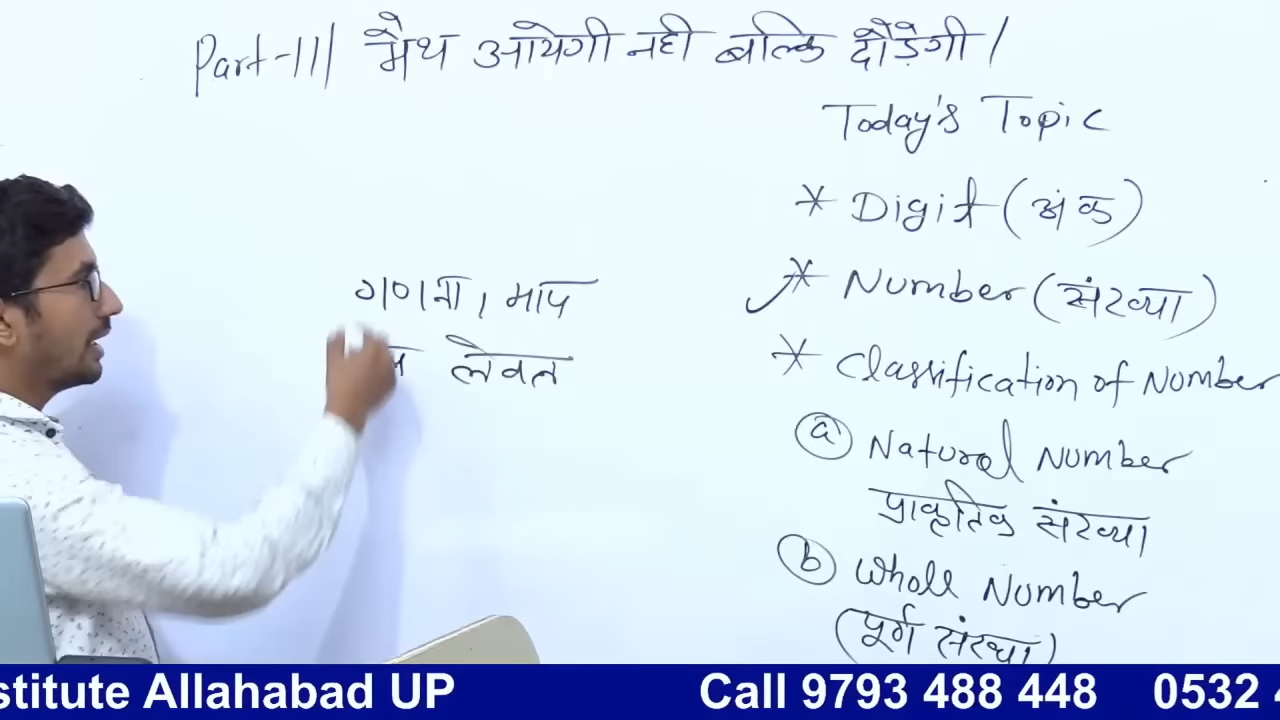 Part-III मैथ आयेगी नही बल्कि दौड़ेगी /
Today's Topic
* Digit (अंक)
* Number (संख्या)
* Classification of Number
(a) Natural Number
प्राकृतिक संख्या
(b) Whole Number
(पूर्ण संख्या)
गणना, माप
लेवल
stitute Allahabad UP Call 9793 488 448 0532